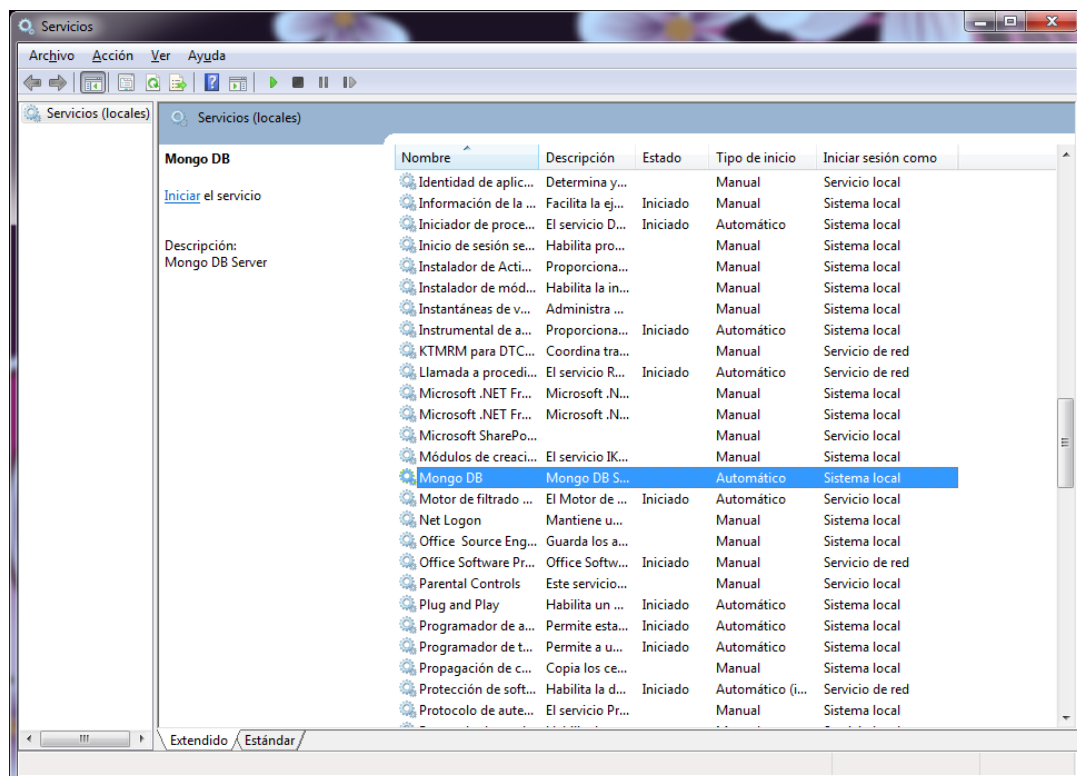 Servicios
Archivo Acción Ver Ayuda
Servicios (locales)
Servicios (locales)
Mongo DB
Iniciar el servicio
Descripción:
Mongo DB Server
Nombre Descripción Estado Tipo de inicio Iniciar sesión como
Identidad de aplic... Determina y... Manual Servicio local
Información de la ... Facilita la ej... Iniciado Manual Sistema local
Iniciador de proce... El servicio D... Iniciado Automático Sistema local
Inicio de sesión se... Habilita pro... Manual Sistema local
Instalador de Acti... Proporciona... Manual Sistema local
Instalador de mód... Habilita la in... Manual Sistema local
Instantáneas de v... Administra ... Manual Sistema local
Instrumental de a... Proporciona... Iniciado Automático Sistema local
KTMRM para DTC... Coordina tra... Manual Servicio de red
Llamada a procedi... El servicio R... Iniciado Automático Servicio de red
Microsoft .NET Fr... Microsoft .N... Manual Sistema local
Microsoft .NET Fr... Microsoft .N... Manual Sistema local
Microsoft SharePo... Manual Servicio local
Módulos de creaci... El servicio IK... Manual Sistema local
Mongo DB Mongo DB S... Automático Sistema local
Motor de filtrado ... El Motor de ... Iniciado Automático Servicio local
Net Logon Mantiene u... Manual Sistema local
Office Source Eng... Guarda los a... Manual Sistema local
Office Software Pr... Office Softw... Iniciado Manual Servicio de red
Parental Controls Este servicio... Manual Servicio local
Plug and Play Habilita un ... Iniciado Automático Sistema local
Programador de a... Permite esta... Iniciado Automático Sistema local
Programador de t... Permite a u... Iniciado Automático Sistema local
Propagación de c... Copia los ce... Manual Sistema local
Protección de soft... Habilita la d... Iniciado Automático (i... Servicio de red
Protocolo de aute... El servicio Pr... Manual Sistema local
Extendido Estándar